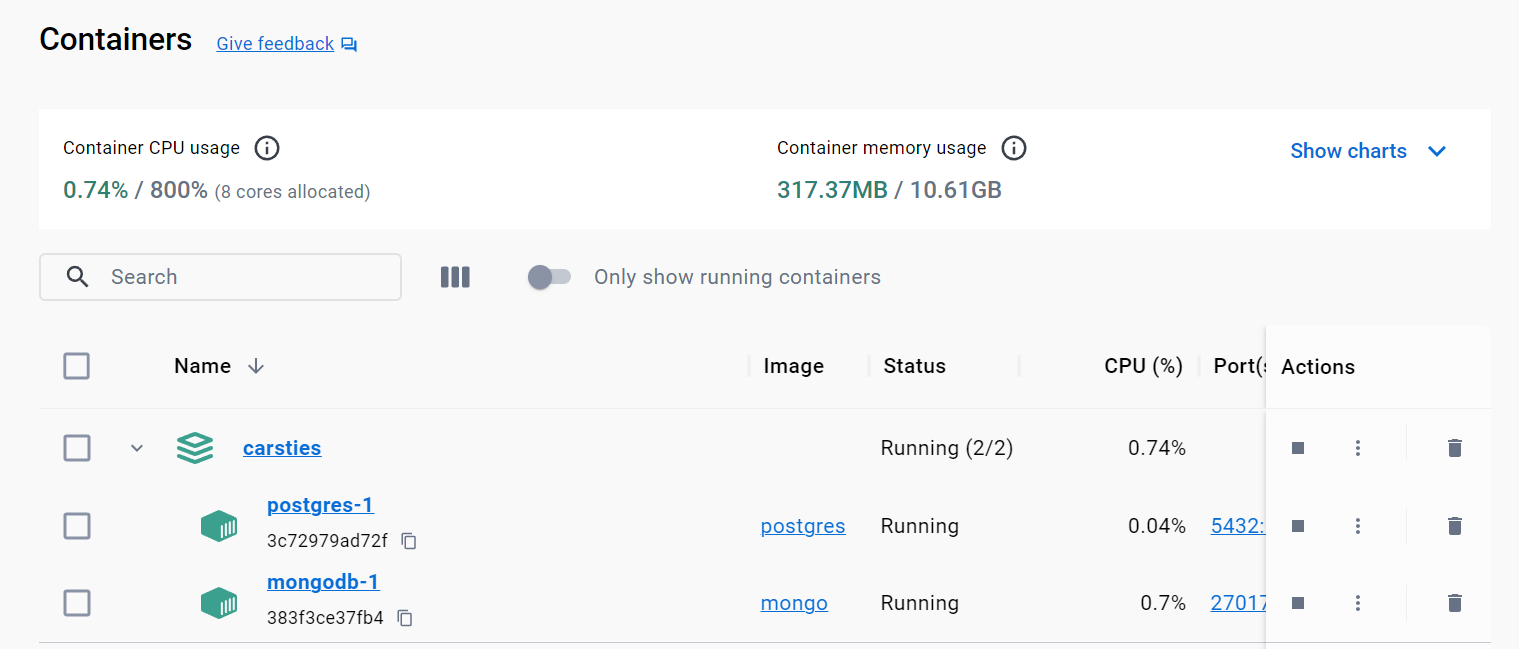 Containers Give feedback
Container CPU usage
0.74% / 800% (8 cores allocated)
Container memory usage
317.37MB / 10.61GB
Show charts
Search
Only show running containers
Name Image Status CPU (%) Port(s Actions
carsties Running (2/2) 0.74%
postgres-1
3c72979ad72f postgres Running 0.04% 5432:
mongodb-1
383f3ce37fb4 mongo Running 0.7% 27017